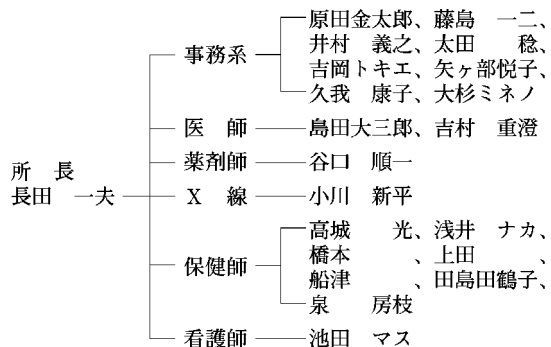 原田金太郎、藤島　一二、
井村　義之、太田　　稔、
事務系
吉岡トキエ、矢ヶ部悦子、
久我　康子、大杉ミネノ
医　師
島田大三郎、吉村　重澄
薬剤師
谷口　順一
所　長
長田　一夫
X　線
小川　新平
高城　　光、浅井　ナカ、
橋本　　　、上田　　　、
保健師
船津　　　、田島田鶴子、
泉　　房枝
看護師
池田　マス